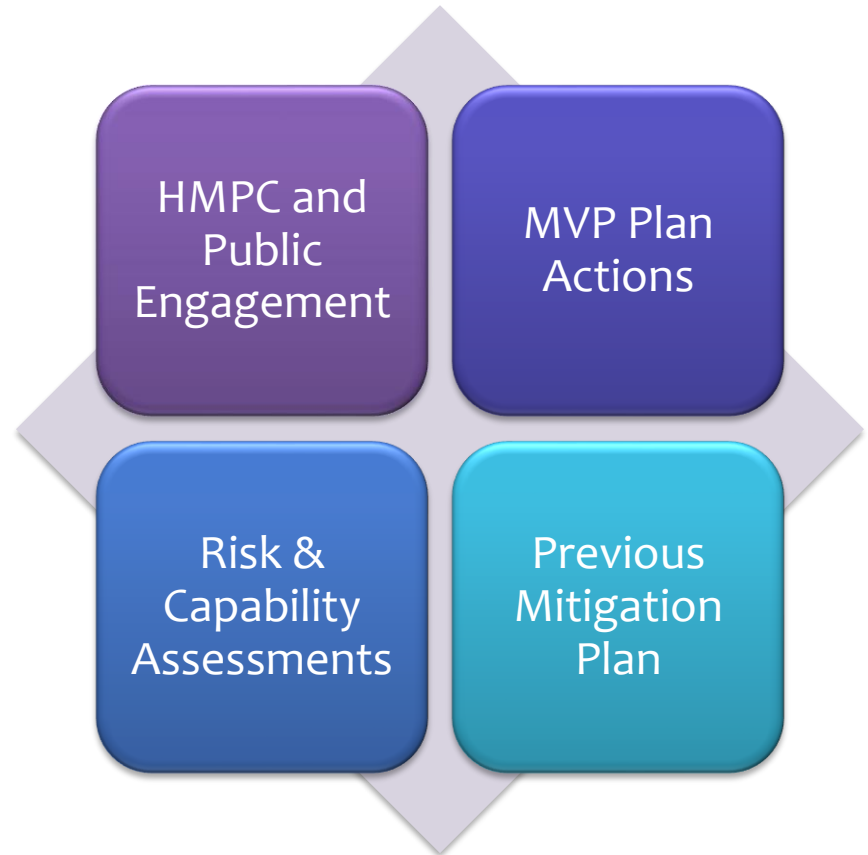 HMPC and
Public
Engagement
MVP Plan
Actions
Risk &
Capability
Assessments
Previous
Mitigation
Plan